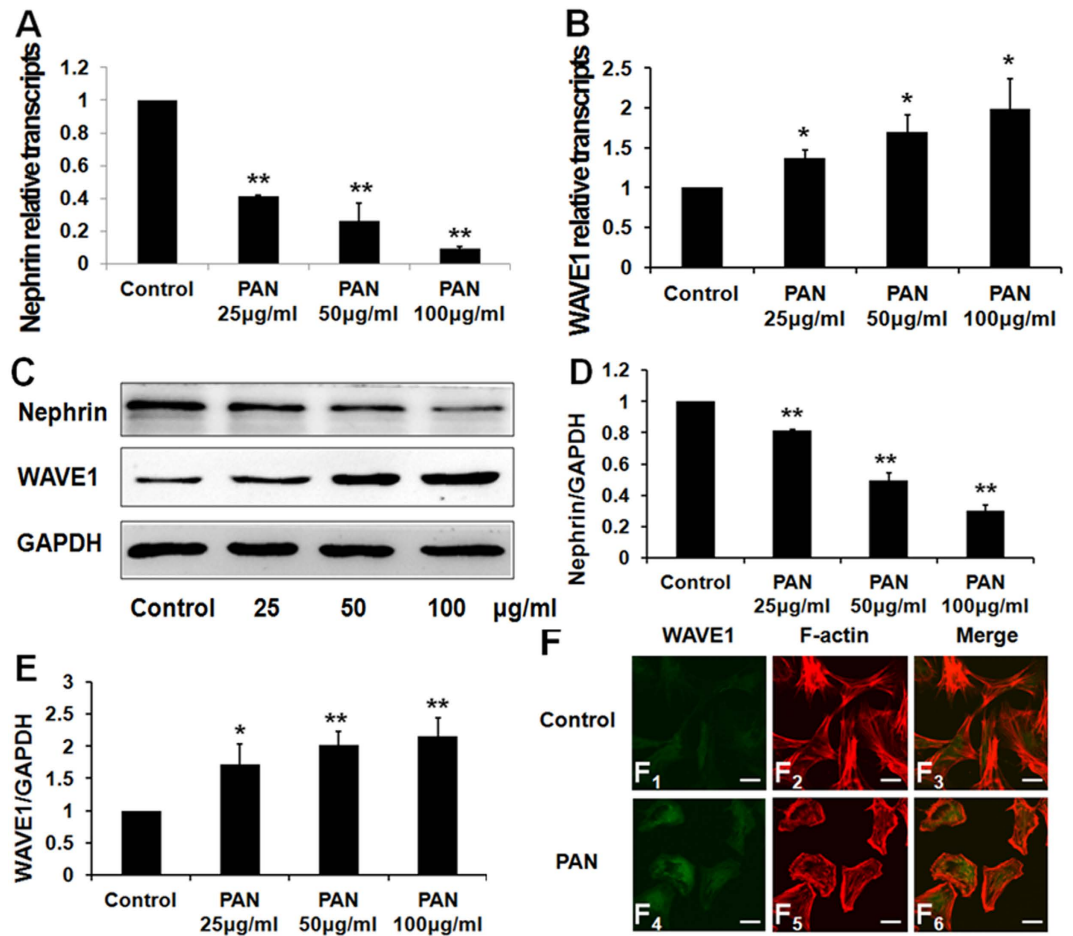 A
Nephrin relative transcripts
1.2
1
0.8
0.6
0.4
0.2
0
**
**
**
Control
PAN
25μg/ml
PAN
50μg/ml
PAN
100μg/ml
B
WAVE1 relative transcripts
2.5
2
1.5
1
0.5
0
*
*
*
Control
PAN
25μg/ml
PAN
50μg/ml
PAN
100μg/ml
C
Nephrin
WAVE1
GAPDH
Control 25 50 100 μg/ml
D
Nephrin/GAPDH
1.2
1
0.8
0.6
0.4
0.2
0
**
**
**
Control
PAN
25μg/ml
PAN
50μg/ml
PAN
100μg/ml
E
WAVE1/GAPDH
3
2.5
2
1.5
1
0.5
0
*
**
**
Control
PAN
25μg/ml
PAN
50μg/ml
PAN
100μg/ml
F
WAVE1 F-actin Merge
Control
F1 F2 F3
PAN
F4 F5 F6